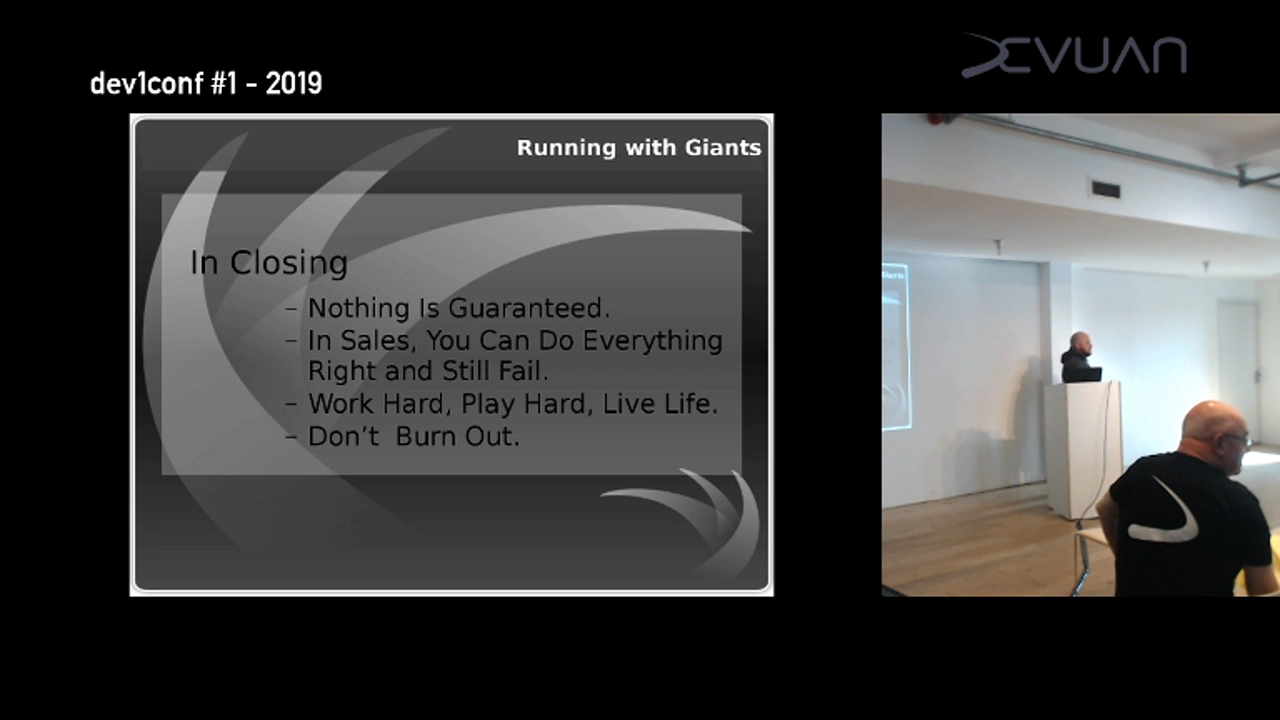 dev1conf #1 - 2019
DEVUAN
Running with Giants
In Closing
– Nothing Is Guaranteed.
– In Sales, You Can Do Everything
Right and Still Fail.
– Work Hard, Play Hard, Live Life.
– Don’t  Burn Out.